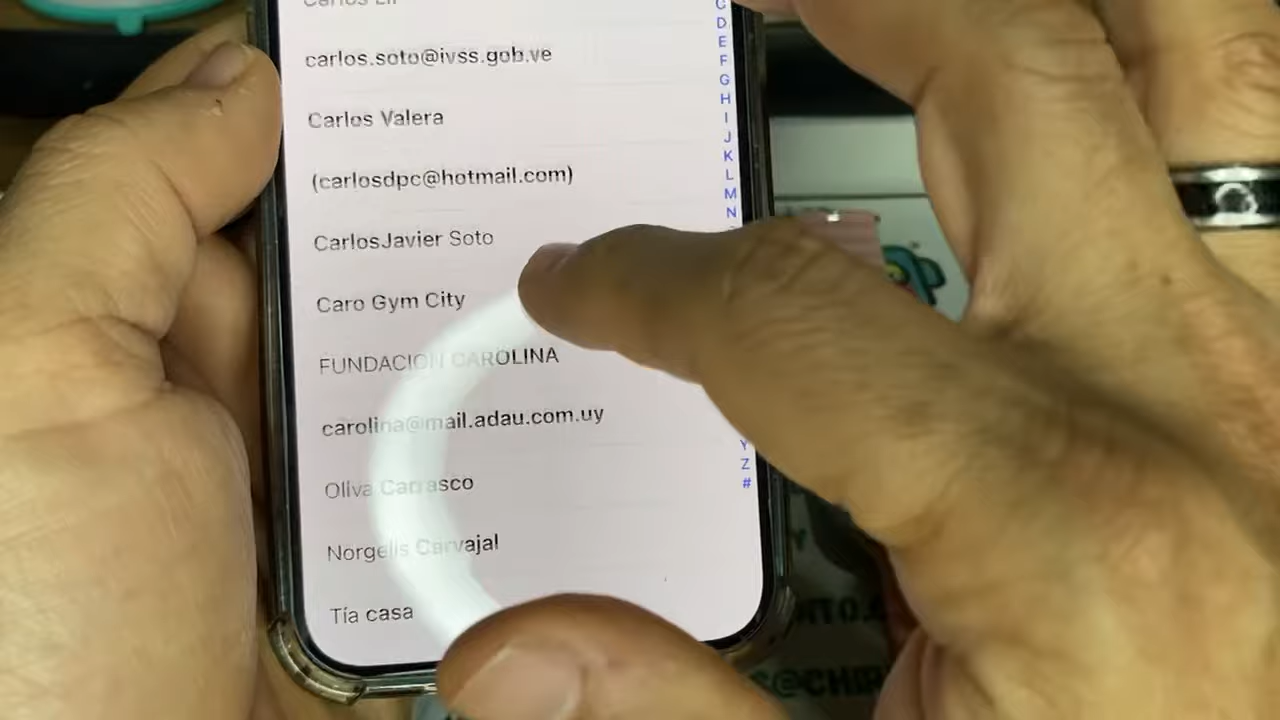 Carlos
carlos.soto@ivss.gob.ve
Carlos Valera
(carlosdpc@hotmail.com)
CarlosJavier Soto
Caro Gym City
FUNDACION CAROLINA
carolina@mail.adau.com.uy
Oliva Carrasco
Norgelis Carvajal
Tía casa
D
E
F
G
H
I
J
K
L
M
N
Y
Z
#